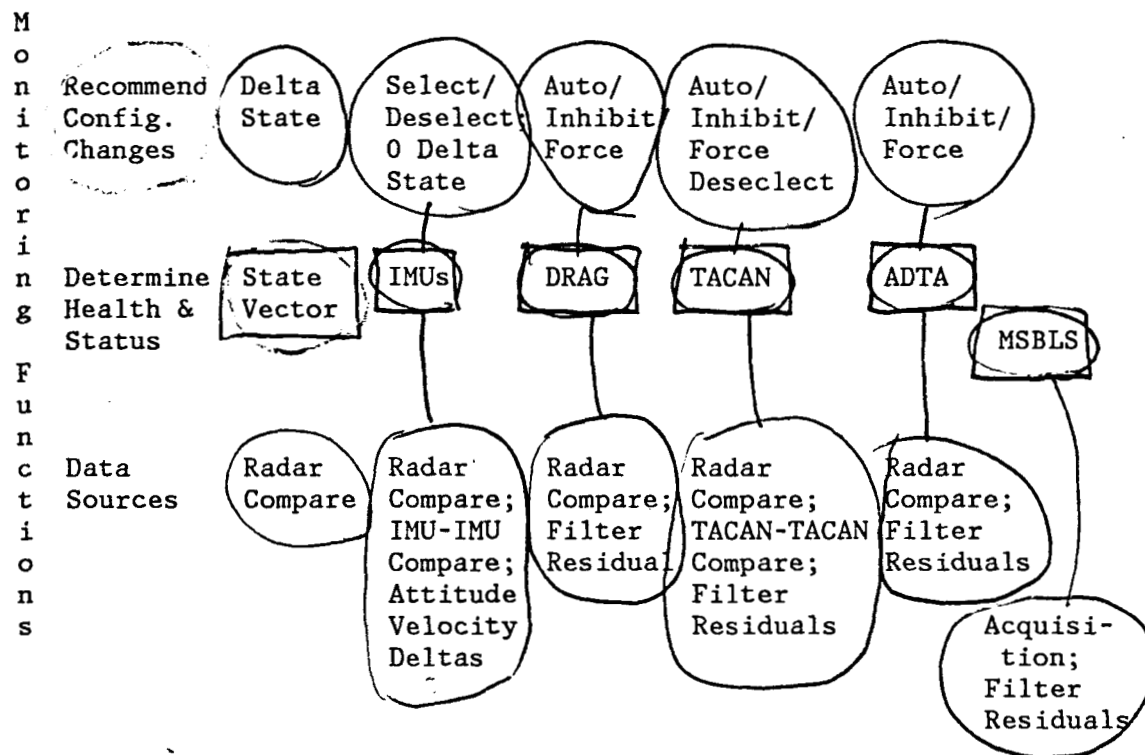 Monitoring Functions
Recommend Config. Changes
Delta State
Select/ Deselect; 0 Delta State
Auto/ Inhibit/ Force
Auto/ Inhibit/ Force Deseclect
Auto/ Inhibit/ Force
Determine Health & Status
State Vector
IMUs
DRAG
TACAN
ADTA
MSBLS
Data Sources
Radar Compare
Radar Compare; IMU-IMU Compare; Attitude Velocity Deltas
Radar Compare; Filter Residual
Radar Compare; TACAN-TACAN Compare; Filter Residuals
Radar Compare; Filter Residuals
Acquisi- tion; Filter Residuals